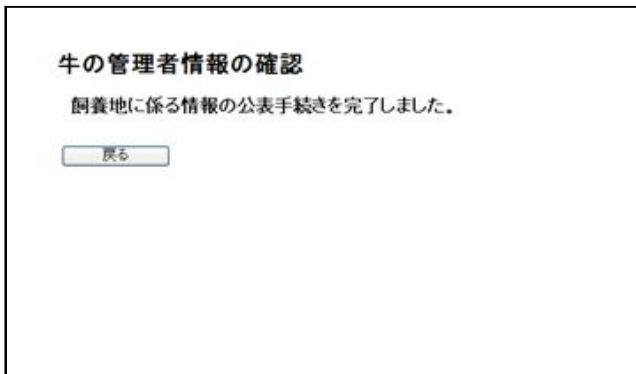 牛の管理者情報の確認
飼養地に係る情報の公表手続きを完了しました。
戻る